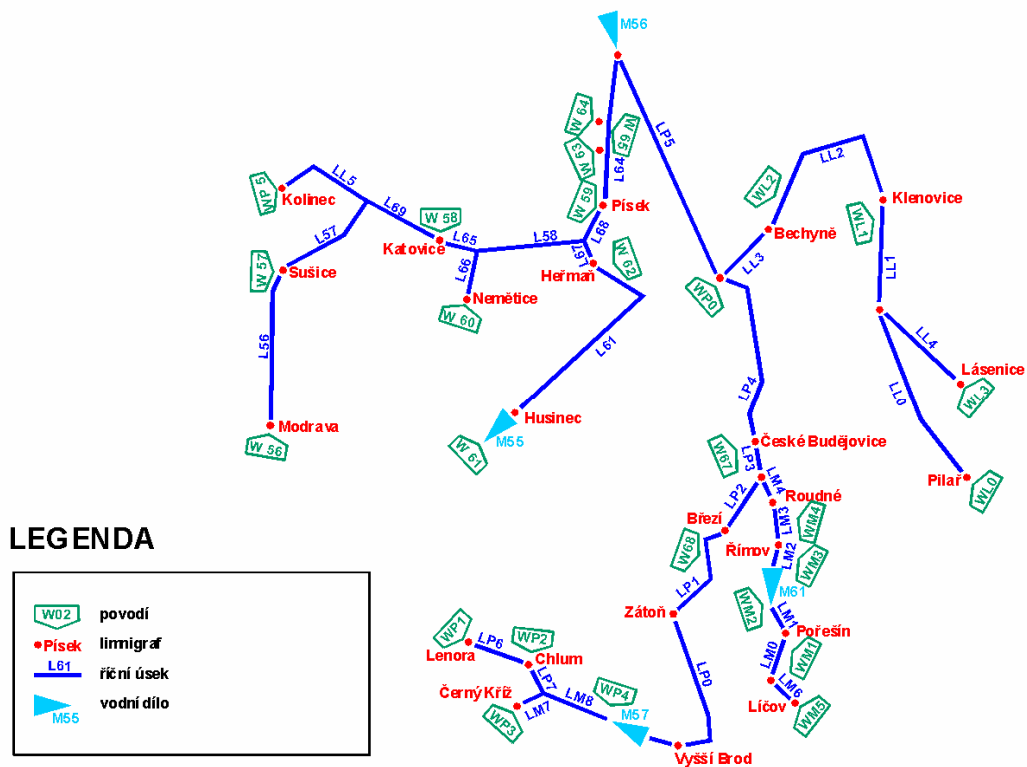 M56
W 64
W 65
LP5
W 63
L64
LL2
WL2
WP 5
LL5
Kolinec
W 59
Písek
Klenovice
WL1
L69
W 58
L68
Bechyně
L57
Katovice
L65
L58
L67
W 62
LL3
W 57
Sušice
L66
Heřmaň
WP0
LL1
Nemětice
W 60
L56
L61
LL4
Lásenice
LP4
LL0
WL3
Husinec
M55
W 61
Modrava
W 56
České Budějovice
W67
LP3
LM4
Pilař
WL0
LP2
Roudné
Březí
LM3
WM4
W68
Římov
LM2
WM3
LEGENDA
LP1
M61
WM2
W02 povodí
Zátoň
LM1
Pořešín
Písek limnigraf
WP1
LP6
WP2
LM0
WM1
Lenora
Chlum
L61 říční úsek
LP7
LP0
LM6
Černý Kříž
LM8
WP4
Líčov
WM5
M55 vodní dílo
WP3
LM7
M57
Vyšší Brod